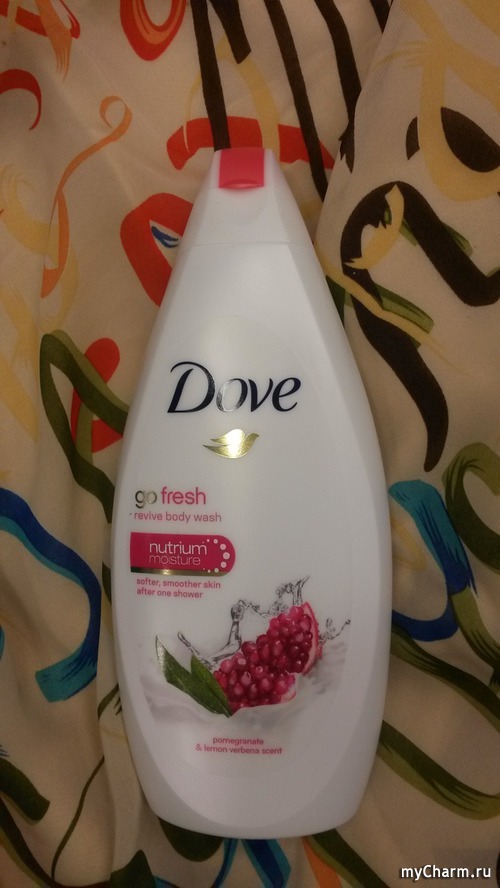 Dove
go fresh
revive body wash
nutrium
moisture
softer, smoother skin
after one shower
pomegranate
& lemon verbena scent
myCharm.ru